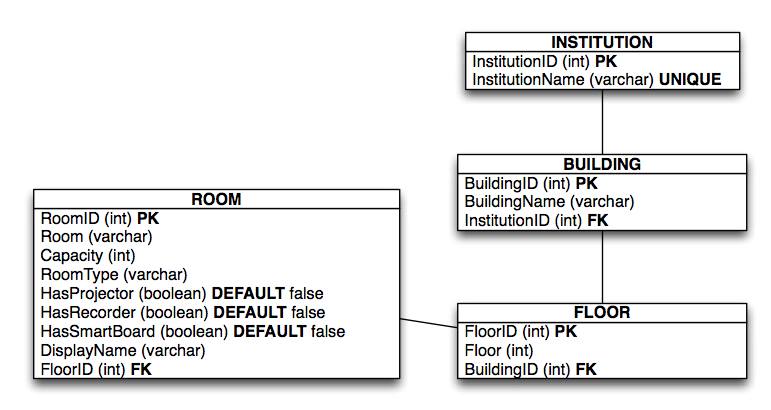 INSTITUTION
InstitutionID (int) PK
InstitutionName (varchar) UNIQUE
BUILDING
BuildingID (int) PK
BuildingName (varchar)
InstitutionID (int) FK
ROOM
RoomID (int) PK
Room (varchar)
Capacity (int)
RoomType (varchar)
HasProjector (boolean) DEFAULT false
HasRecorder (boolean) DEFAULT false
HasSmartBoard (boolean) DEFAULT false
DisplayName (varchar)
FloorID (int) FK
FLOOR
FloorID (int) PK
Floor (int)
BuildingID (int) FK